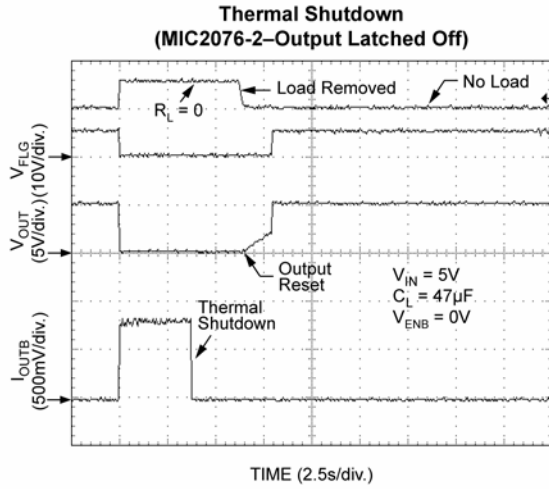 Thermal Shutdown
(MIC2076-2–Output Latched Off)
Load Removed
No Load
R_L = 0
V_FLG
(10V/div.)
V_OUT
(5V/div.)
Output
Reset
V_IN = 5V
C_L = 47µF
V_ENB = 0V
Thermal
Shutdown
I_OUTB
(500mV/div.)
TIME (2.5s/div.)